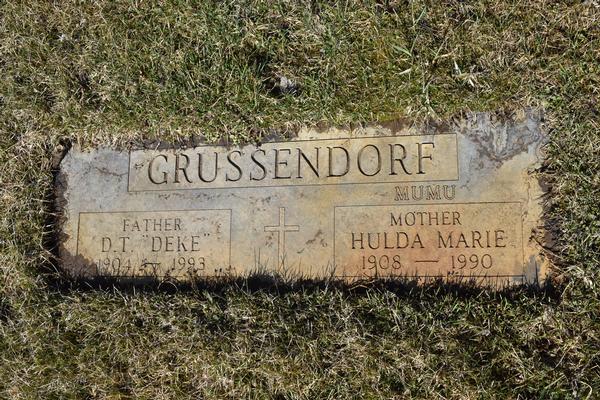 GRUSSENDORF
MUMU
FATHER
D.T. "DEKE"
1904 — 1993
MOTHER
HULDA MARIE
1908 — 1990